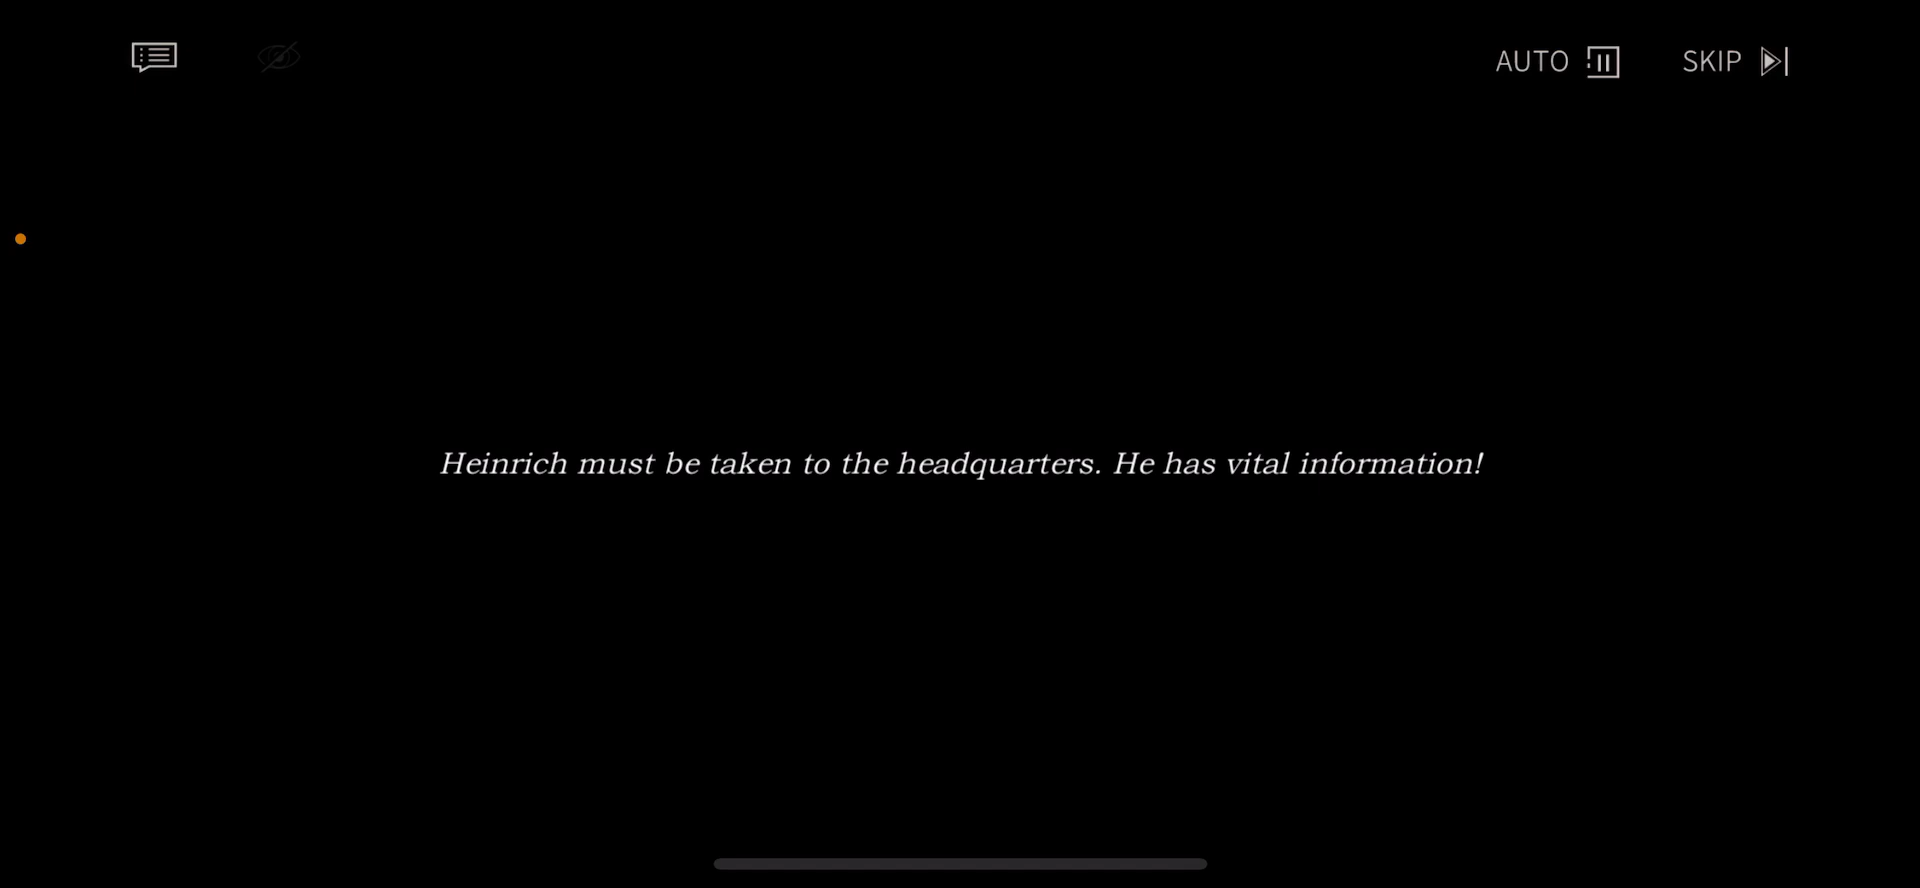 AUTO SKIP
Heinrich must be taken to the headquarters. He has vital information!